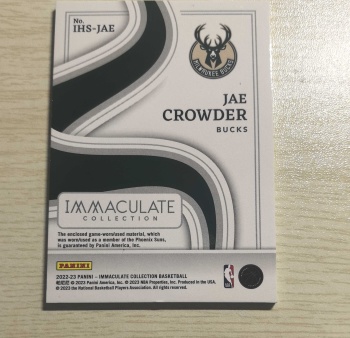 No.
IHS-JAE
MILWAUKEE BUCKS
JAE
CROWDER
BUCKS
IMMACULATE
COLLECTION
The enclosed game-worn/used material, which
was worn/used as a member of the Phoenix Suns,
is guaranteed by Panini America, Inc.
PANINI
2022-23 PANINI – IMMACULATE COLLECTION BASKETBALL
© 2023 Panini America, Inc. © 2023 NBA Properties, Inc. Produced in the USA.
© 2023 the National Basketball Players Association. All rights reserved.